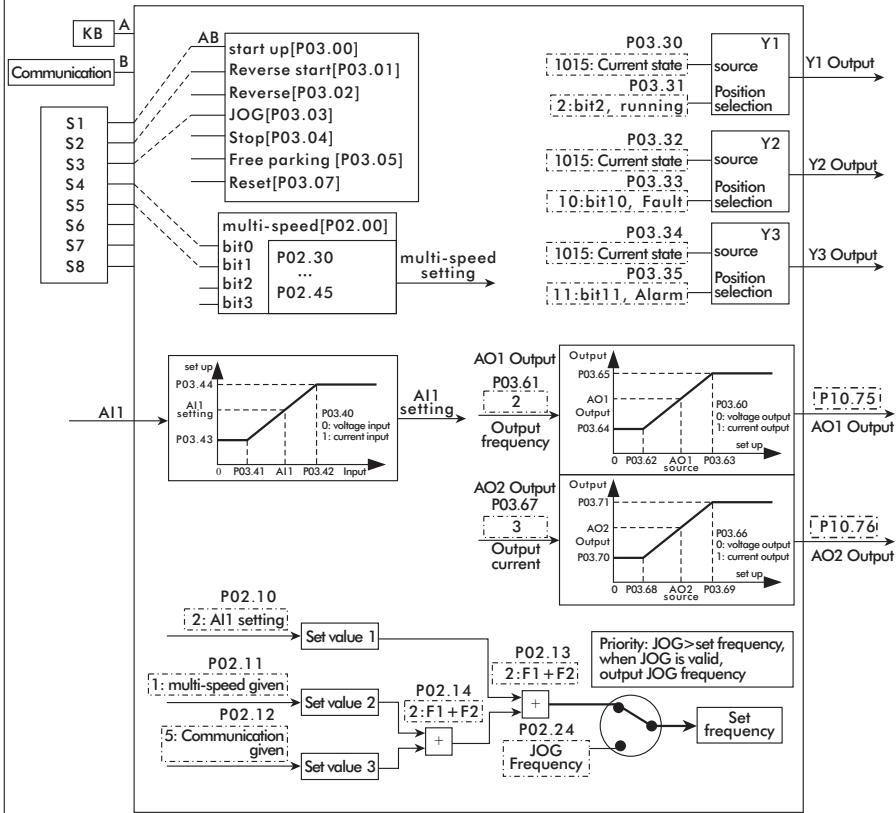 KB
A
Communication
B
S1
S2
S3
S4
S5
S6
S7
S8
AB
start up[P03.00]
Reverse start[P03.01]
Reverse[P03.02]
JOG[P03.03]
Stop[P03.04]
Free parking [P03.05]
Reset[P03.07]
multi-speed[P02.00]
bit0
bit1
bit2
bit3
P02.30
...
P02.45
multi-speed
setting
P03.30
1015: Current state
P03.31
2:bit2, running
Y1
source
Position
selection
Y1 Output
P03.32
1015: Current state
P03.33
10:bit10, Fault
Y2
source
Position
selection
Y2 Output
P03.34
1015: Current state
P03.35
11:bit11, Alarm
Y3
source
Position
selection
Y3 Output
AI1
set up
P03.44
AI1
setting
P03.43
P03.40
0: voltage input
1: current input
0
P03.41
AI1
P03.42
Input
AI1
setting
AO1 Output
P03.61
2
Output
frequency
Output
P03.65
AO1
Output
P03.64
P03.60
0: voltage output
1: current output
set up
0
P03.62
AO1
source
P03.63
P10.75
AO1 Output
AO2 Output
P03.67
3
Output
current
Output
P03.71
AO2
Output
P03.70
P03.66
0: voltage output
1: current output
set up
0
P03.68
AO2
source
P03.69
P10.76
AO2 Output
P02.10
2: AI1 setting
Set value 1
P02.11
1: multi-speed given
Set value 2
P02.12
5: Communication
given
Set value 3
P02.14
2:F1+F2
+
P02.13
2:F1+F2
+
P02.24
JOG
Frequency
Priority: JOG>set frequency,
when JOG is valid,
output JOG frequency
Set
frequency